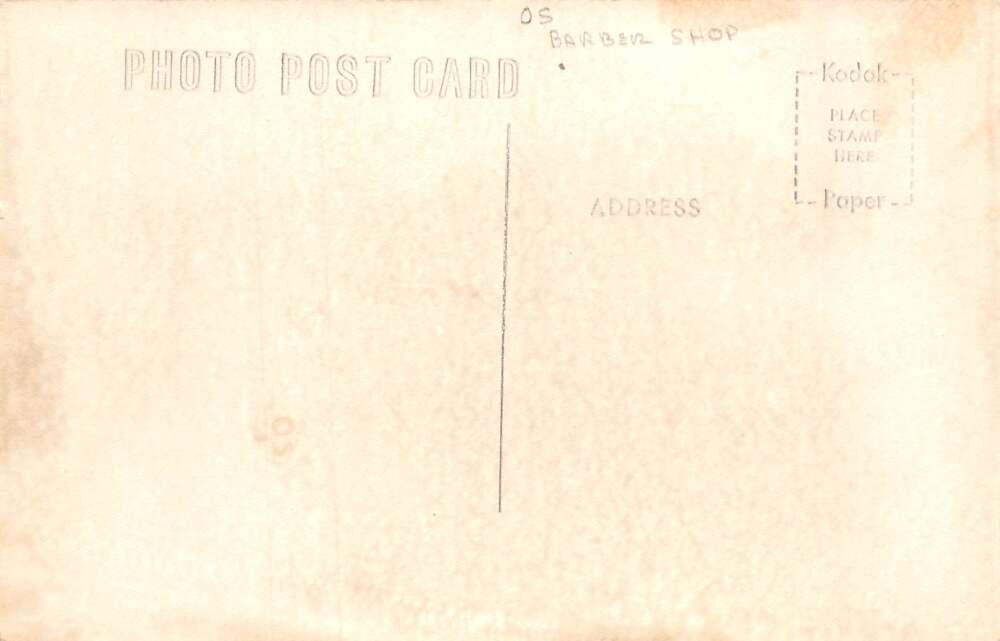 OS
BARBER SHOP
PHOTO POST CARD
Kodak
PLACE
STAMP
HERE
Paper
ADDRESS